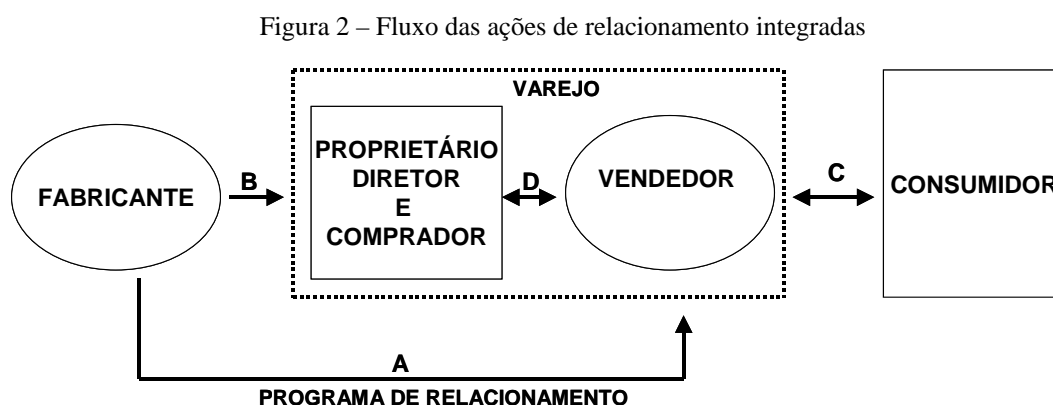 Figura 2 – Fluxo das ações de relacionamento integradas
VAREJO
FABRICANTE
B
PROPRIETÁRIO
DIRETOR
E
COMPRADOR
D
VENDEDOR
C
CONSUMIDOR
A
PROGRAMA DE RELACIONAMENTO